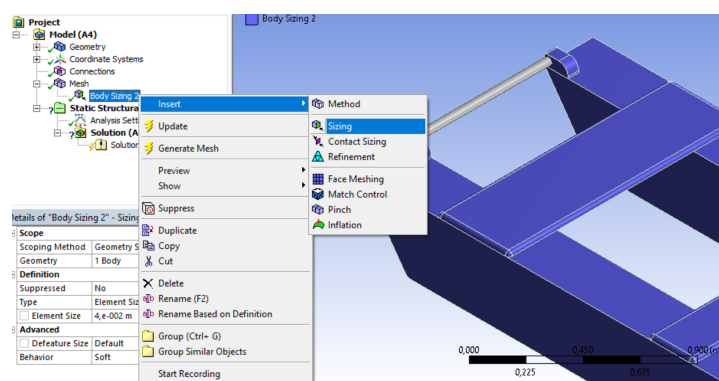 Project
Model (A4)
Geometry
Coordinate Systems
Connections
Mesh
Body Sizing 2
Static Structura
Analysis Sett
Solution (A
Solution
Details of "Body Sizing 2" - Sizing
Scope
Scoping Method Geometry S
Geometry 1 Body
Definition
Suppressed No
Type Element Siz
Element Size 4,e-002 m
Advanced
Defeature Size Default
Behavior Soft
Insert
Update
Generate Mesh
Preview
Show
Suppress
Duplicate
Copy
Cut
Delete
Rename (F2)
Rename Based on Definition
Group (Ctrl+ G)
Group Similar Objects
Start Recording
Method
Sizing
Contact Sizing
Refinement
Face Meshing
Match Control
Pinch
Inflation
Body Sizing 2
0,000 0,450 0,900 (m
0,225 0,675